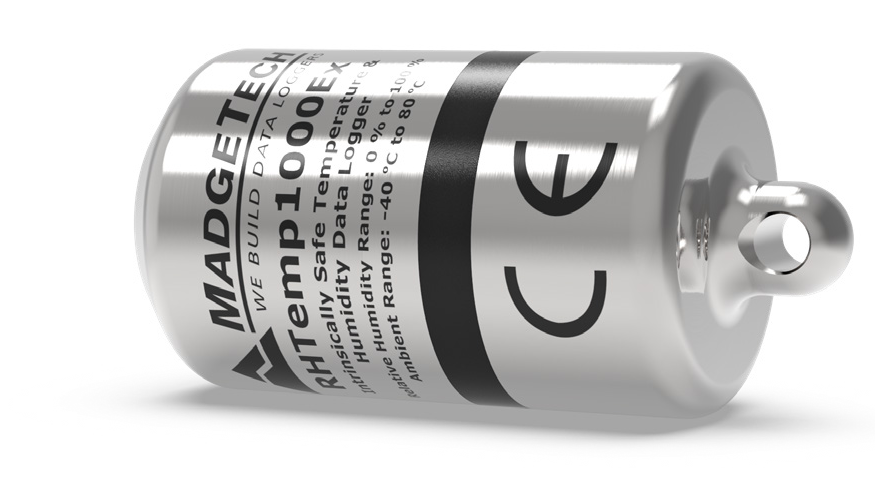 MADGETECH
WE BUILD DATA LOGGERS
RHTemp1000Ex
Intrinsically Safe Temperature &
Humidity Data Logger
Humidity Range: 0 % to 100 %
Relative Humidity
Ambient Range: -40 °C to 80 °C
CE